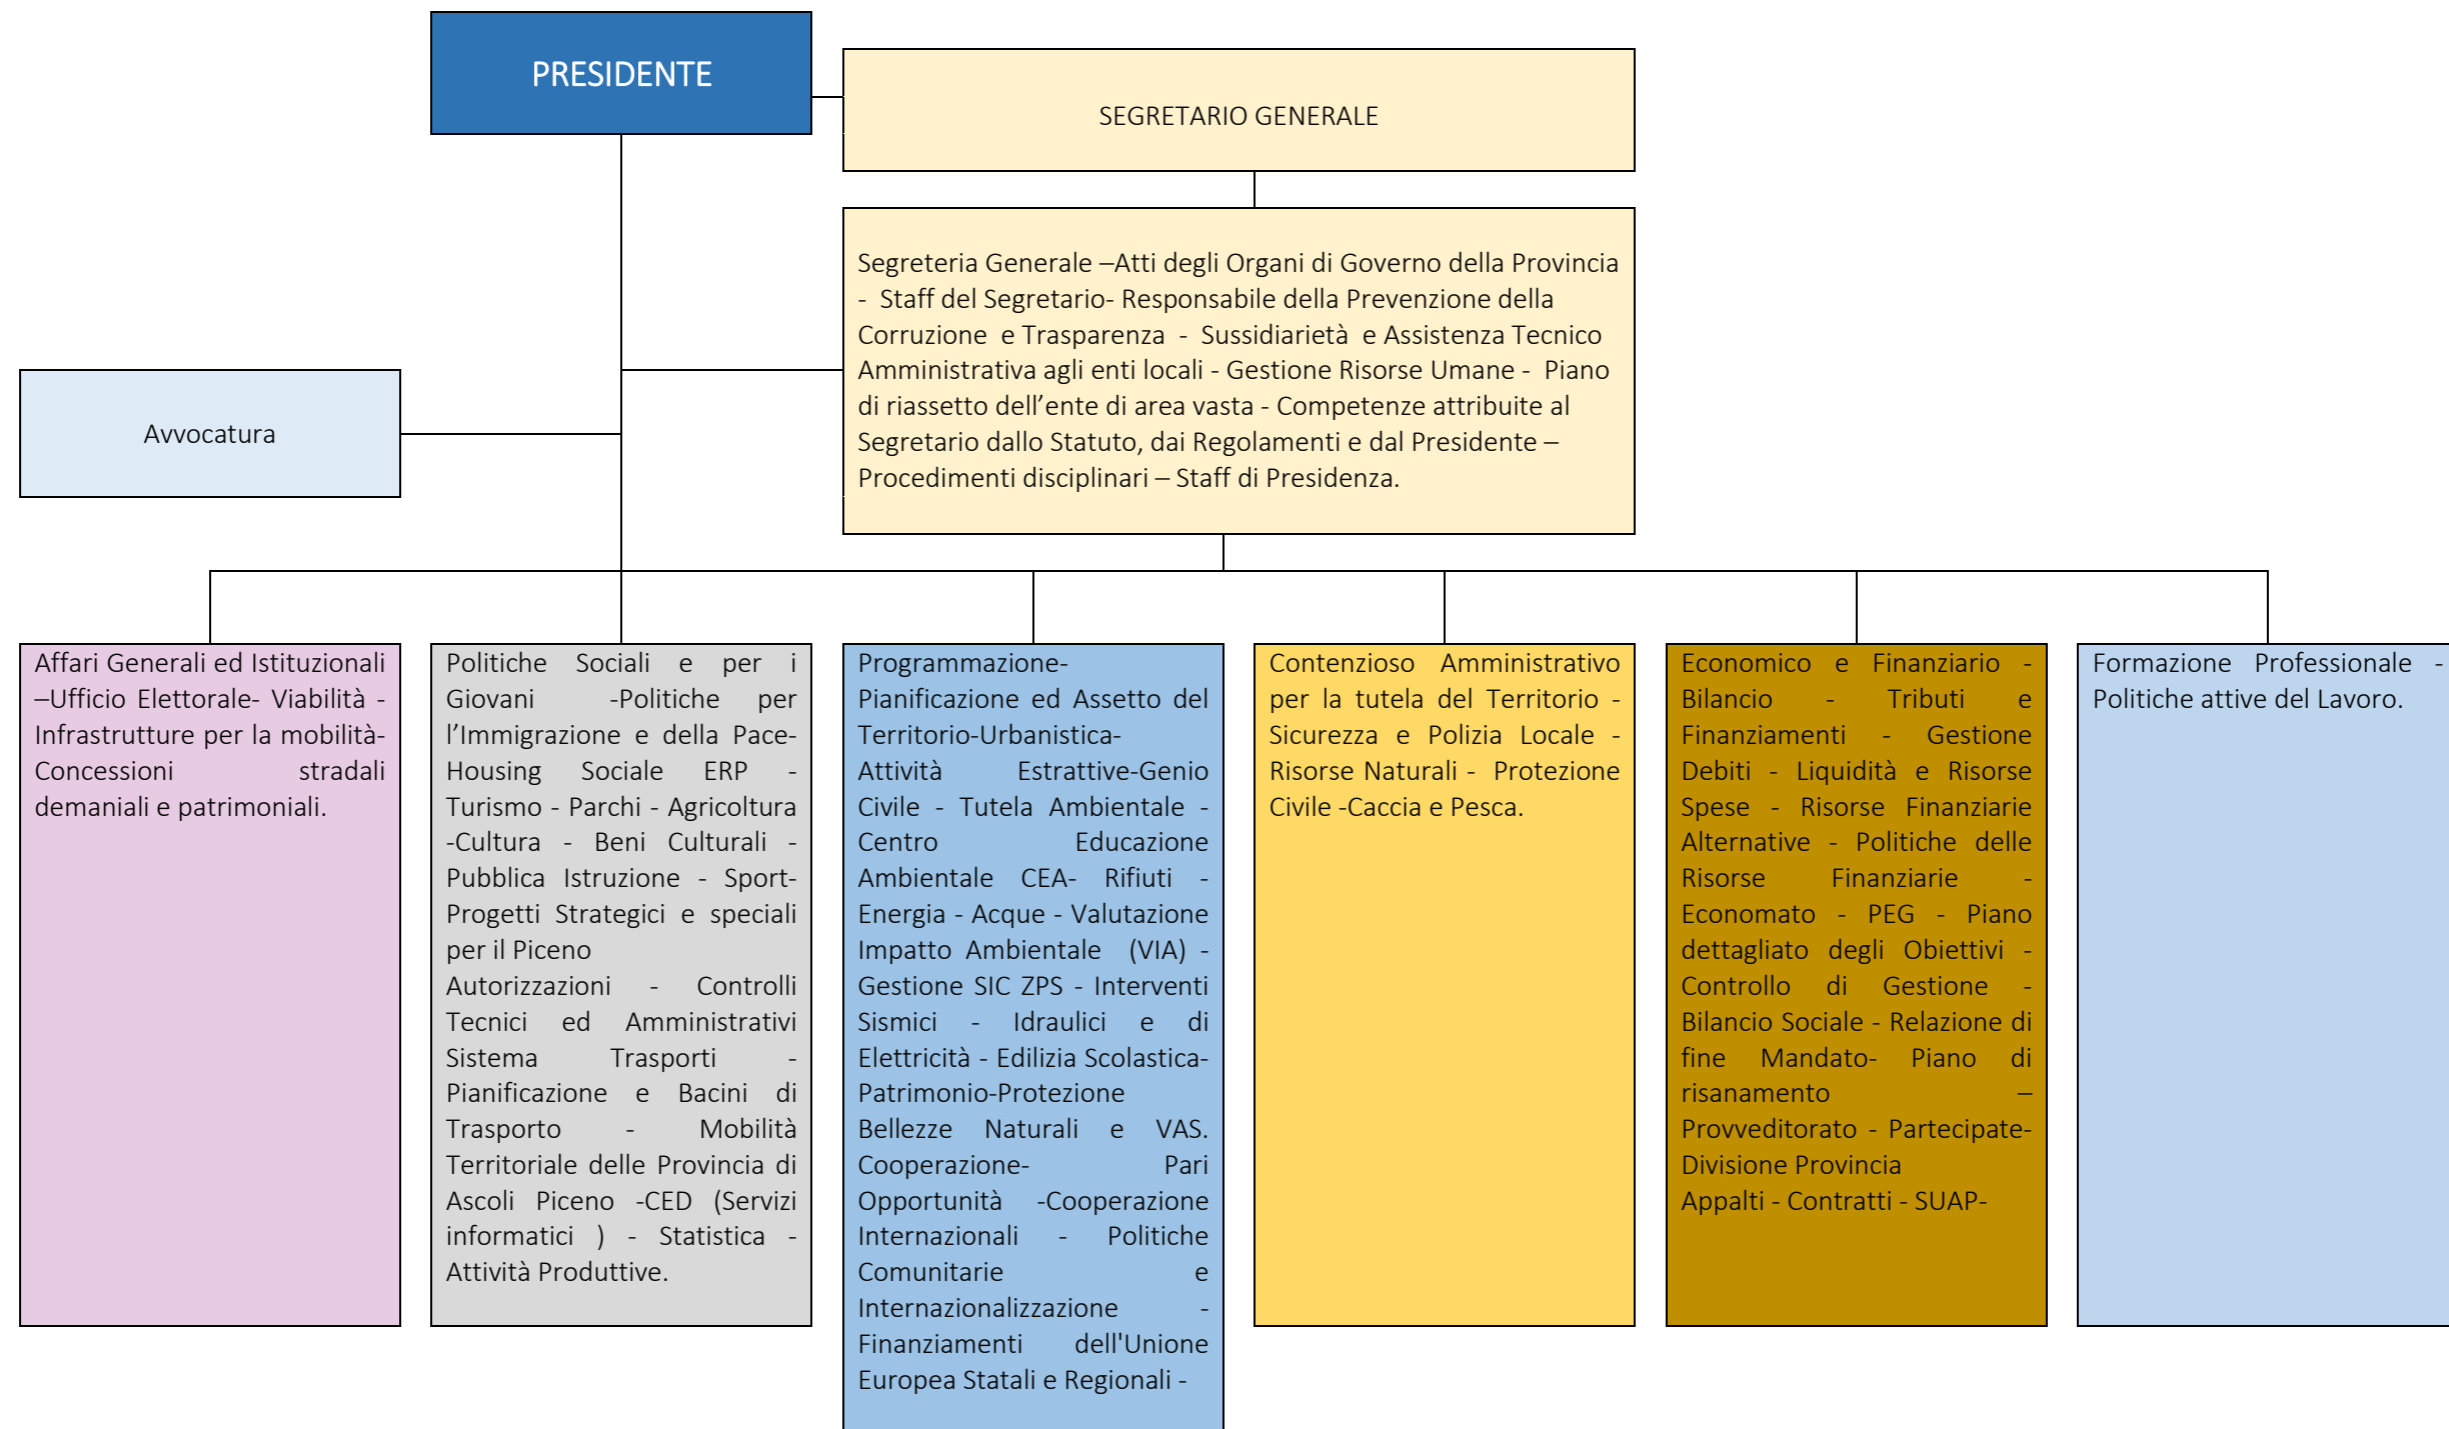 PRESIDENTE
SEGRETARIO GENERALE
Segreteria Generale –Atti degli Organi di Governo della Provincia
- Staff del Segretario- Responsabile della Prevenzione della
Corruzione e Trasparenza - Sussidiarietà e Assistenza Tecnico
Amministrativa agli enti locali - Gestione Risorse Umane - Piano
di riassetto dell’ente di area vasta - Competenze attribuite al
Segretario dallo Statuto, dai Regolamenti e dal Presidente –
Procedimenti disciplinari – Staff di Presidenza.
Avvocatura
Affari Generali ed Istituzionali
–Ufficio Elettorale- Viabilità -
Infrastrutture per la mobilità-
Concessioni stradali
demaniali e patrimoniali.
Politiche Sociali e per i
Giovani -Politiche per
l’Immigrazione e della Pace-
Housing Sociale ERP -
Turismo - Parchi - Agricoltura
-Cultura - Beni Culturali -
Pubblica Istruzione - Sport-
Progetti Strategici e speciali
per il Piceno
Autorizzazioni - Controlli
Tecnici ed Amministrativi
Sistema Trasporti -
Pianificazione e Bacini di
Trasporto - Mobilità
Territoriale delle Provincia di
Ascoli Piceno -CED (Servizi
informatici ) - Statistica -
Attività Produttive.
Programmazione-
Pianificazione ed Assetto del
Territorio-Urbanistica-
Attività Estrattive-Genio
Civile - Tutela Ambientale -
Centro Educazione
Ambientale CEA- Rifiuti -
Energia - Acque - Valutazione
Impatto Ambientale (VIA) -
Gestione SIC ZPS - Interventi
Sismici - Idraulici e di
Elettricità - Edilizia Scolastica-
Patrimonio-Protezione
Bellezze Naturali e VAS.
Cooperazione- Pari
Opportunità -Cooperazione
Internazionali - Politiche
Comunitarie e
Internazionalizzazione -
Finanziamenti dell'Unione
Europea Statali e Regionali -
Contenzioso Amministrativo
per la tutela del Territorio -
Sicurezza e Polizia Locale -
Risorse Naturali - Protezione
Civile -Caccia e Pesca.
Economico e Finanziario -
Bilancio - Tributi e
Finanziamenti - Gestione
Debiti - Liquidità e Risorse
Spese - Risorse Finanziarie
Alternative - Politiche delle
Risorse Finanziarie -
Economato - PEG - Piano
dettagliato degli Obiettivi -
Controllo di Gestione -
Bilancio Sociale - Relazione di
fine Mandato- Piano di
risanamento –
Provveditorato - Partecipate-
Divisione Provincia
Appalti - Contratti - SUAP-
Formazione Professionale -
Politiche attive del Lavoro.